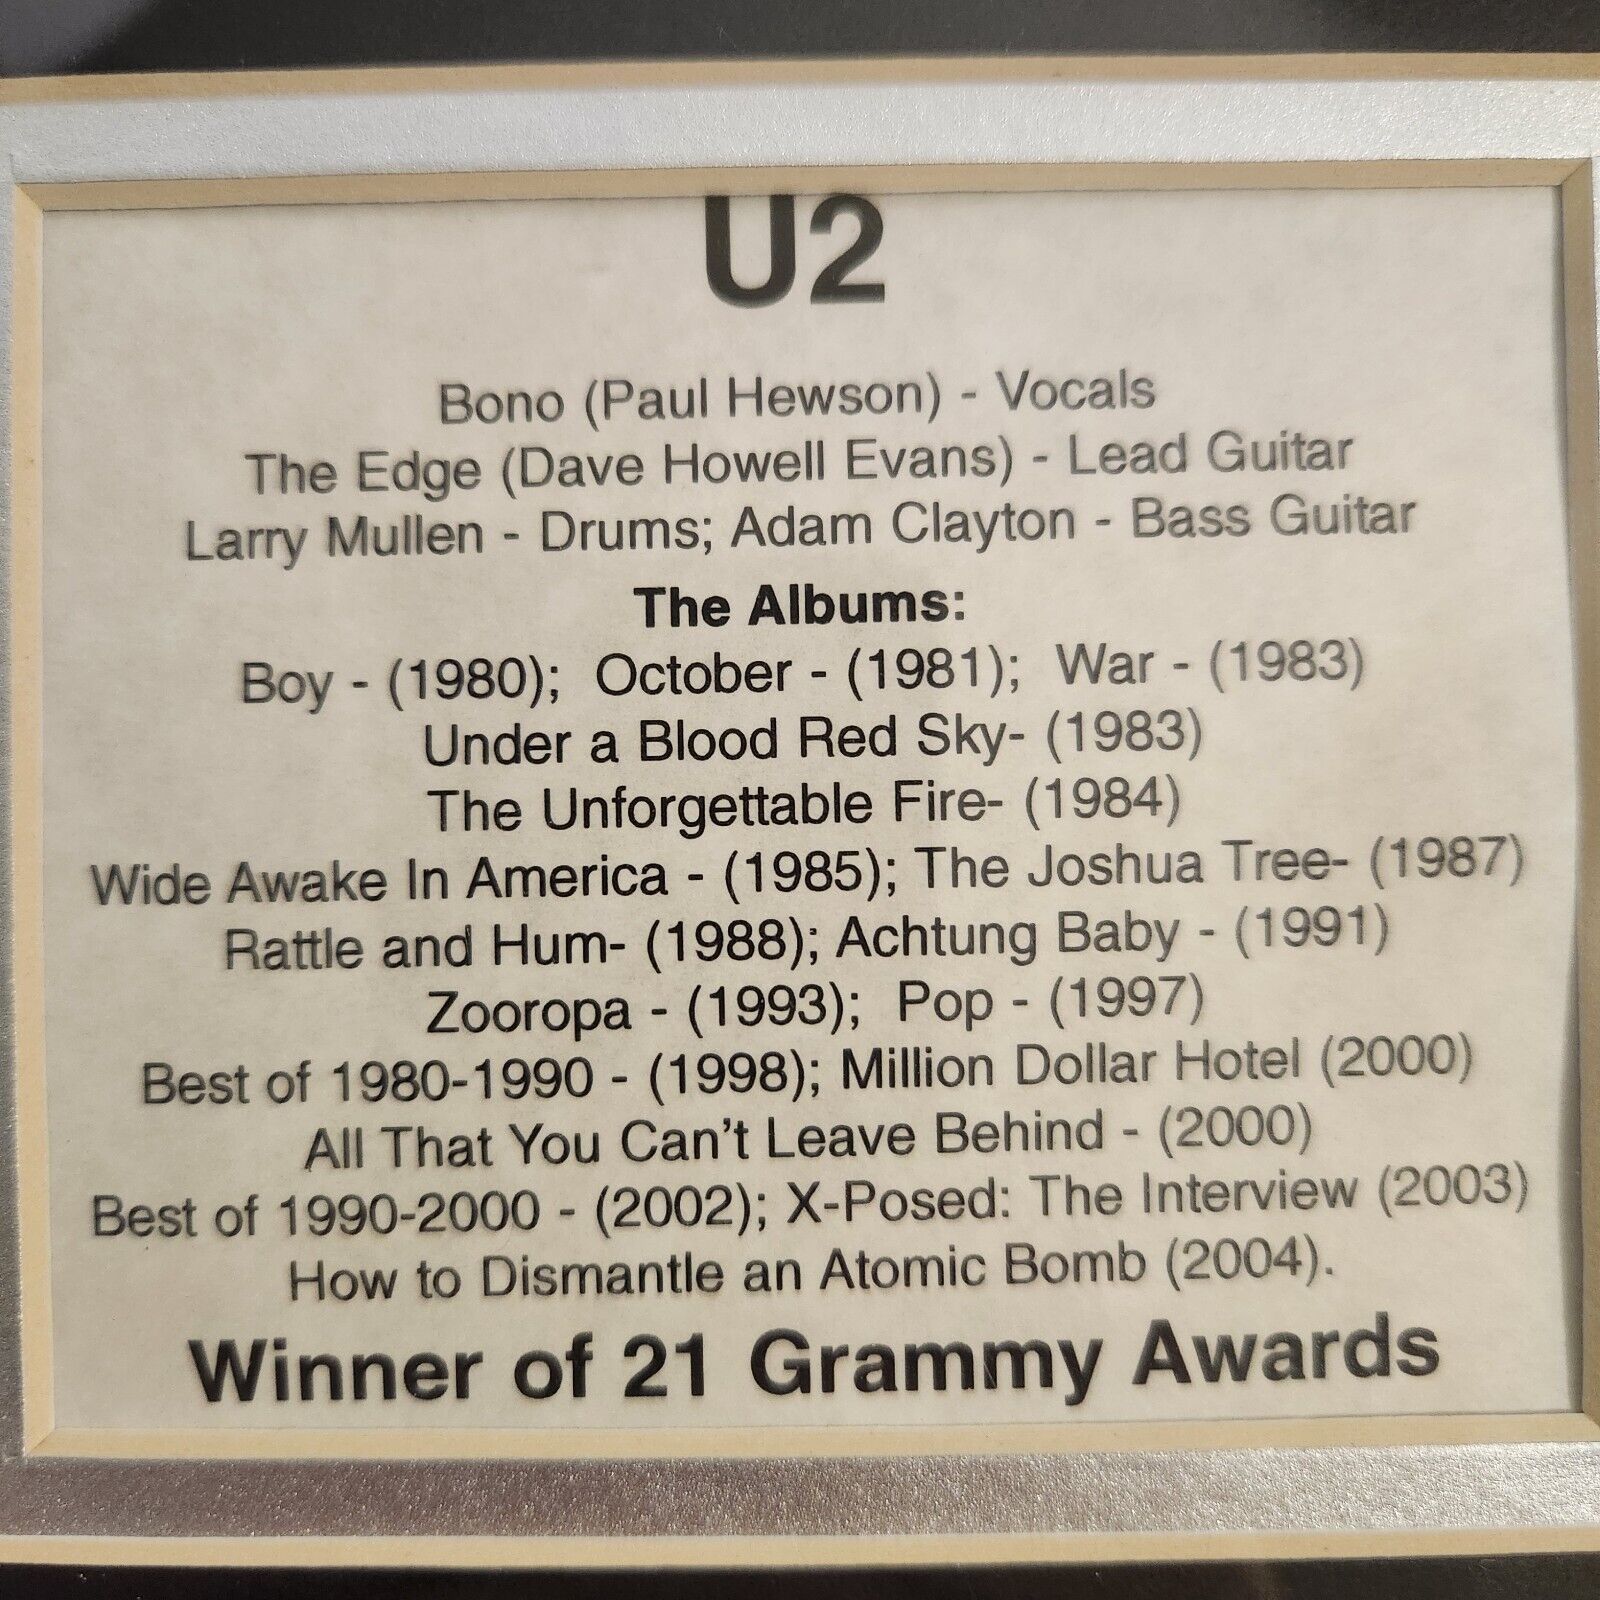 U2
Bono (Paul Hewson) - Vocals
The Edge (Dave Howell Evans) - Lead Guitar
Larry Mullen - Drums; Adam Clayton - Bass Guitar
The Albums:
Boy - (1980); October - (1981); War - (1983)
Under a Blood Red Sky- (1983)
The Unforgettable Fire- (1984)
Wide Awake In America - (1985); The Joshua Tree- (1987)
Rattle and Hum- (1988); Achtung Baby - (1991)
Zooropa - (1993); Pop - (1997)
Best of 1980-1990 - (1998); Million Dollar Hotel (2000)
All That You Can't Leave Behind - (2000)
Best of 1990-2000 - (2002); X-Posed: The Interview (2003)
How to Dismantle an Atomic Bomb (2004).
Winner of 21 Grammy Awards